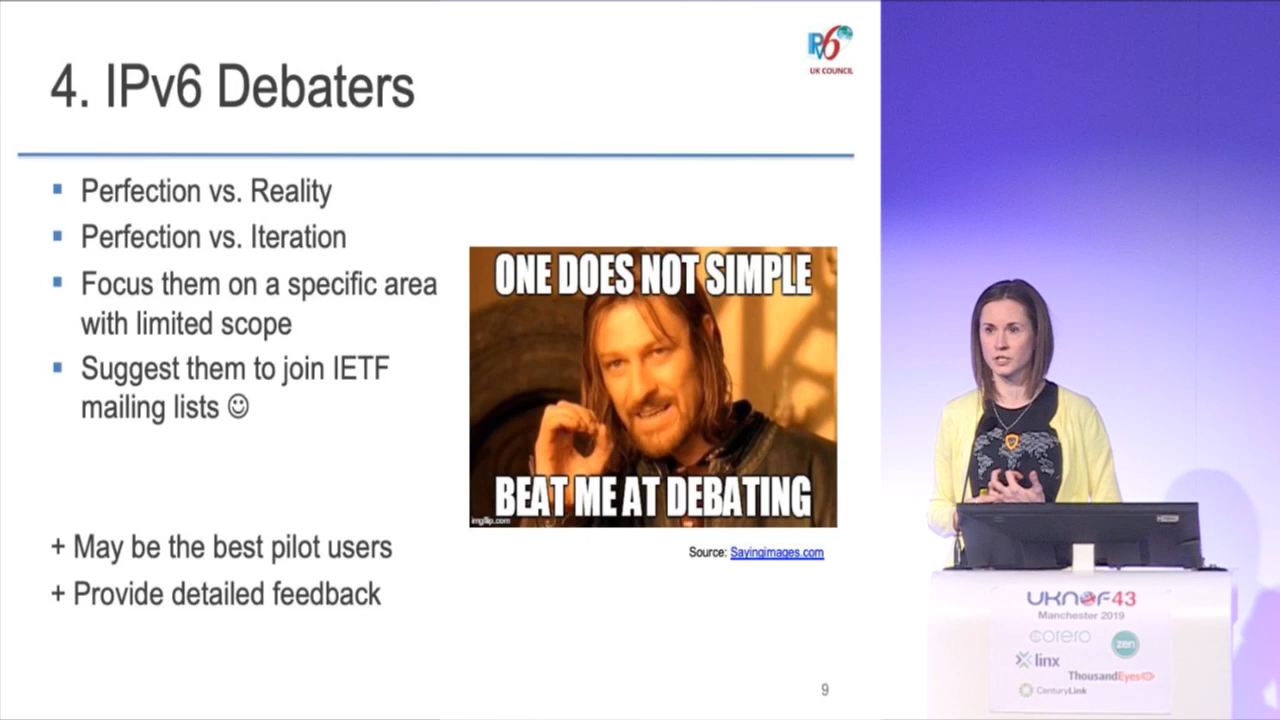 IPv6
UK COUNCIL
4. IPv6 Debaters
▪ Perfection vs. Reality
▪ Perfection vs. Iteration
▪ Focus them on a specific area
with limited scope
▪ Suggest them to join IETF
mailing lists ☺
+ May be the best pilot users
+ Provide detailed feedback
ONE DOES NOT SIMPLE
BEAT ME AT DEBATING
imgflip.com
Source: Sayingimages.com
9
UKNOF43
Manchester 2019
corero
zen
linx
ThousandEyes
CenturyLink